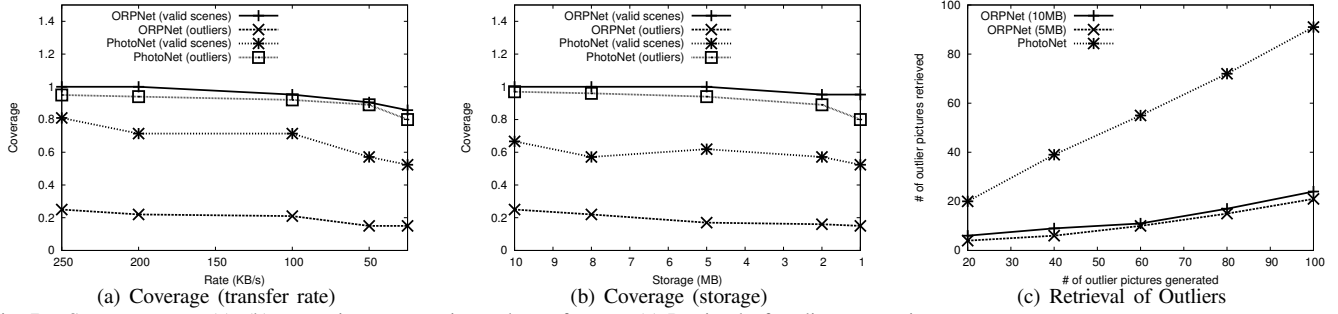 ORPNet (valid scenes)
ORPNet (outliers)
PhotoNet (valid scenes)
PhotoNet (outliers)
1.4
1.2
1
0.8
0.6
0.4
0.2
0
Coverage
250 200 150 100 50
Rate (KB/s)
(a) Coverage (transfer rate)
ORPNet (valid scenes)
ORPNet (outliers)
PhotoNet (valid scenes)
PhotoNet (outliers)
1.4
1.2
1
0.8
0.6
0.4
0.2
0
Coverage
10 9 8 7 6 5 4 3 2 1
Storage (MB)
(b) Coverage (storage)
ORPNet (10MB)
ORPNet (5MB)
PhotoNet
100
80
60
40
20
0
# of outlier pictures retrieved
20 30 40 50 60 70 80 90 100
# of outlier pictures generated
(c) Retrieval of Outliers